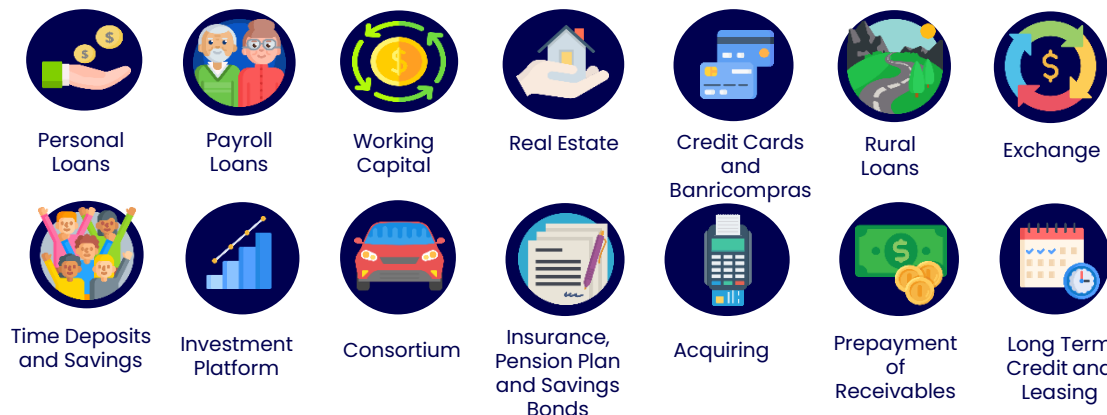 Personal
Loans
Payroll
Loans
Working
Capital
Real Estate
Credit Cards
and
Banricompras
Rural
Loans
Exchange
Time Deposits
and Savings
Investment
Platform
Consortium
Insurance,
Pension Plan
and Savings
Bonds
Acquiring
Prepayment
of
Receivables
Long Term
Credit and
Leasing